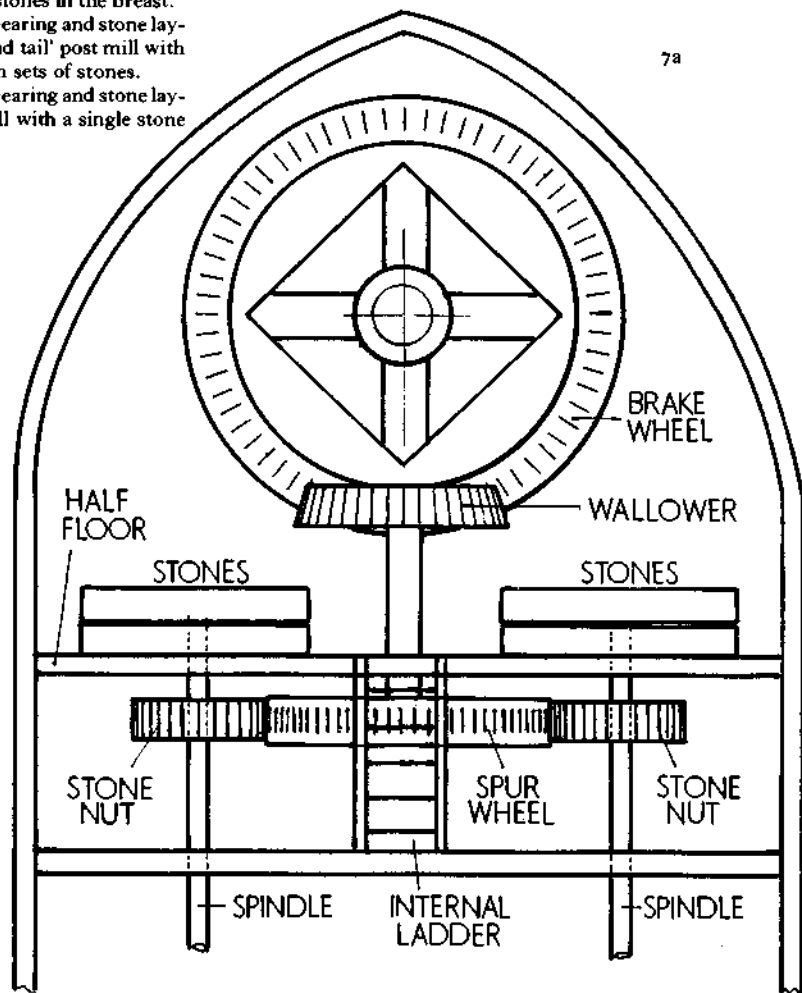 stones in the breast.
earing and stone lay-
d tail' post mill with
sets of stones.
earing and stone lay-
ll with a single stone
7a
BRAKE
WHEEL
HALF
FLOOR
WALLOWER
STONES
STONES
STONE
NUT
SPUR
WHEEL
STONE
NUT
SPINDLE
INTERNAL
LADDER
SPINDLE